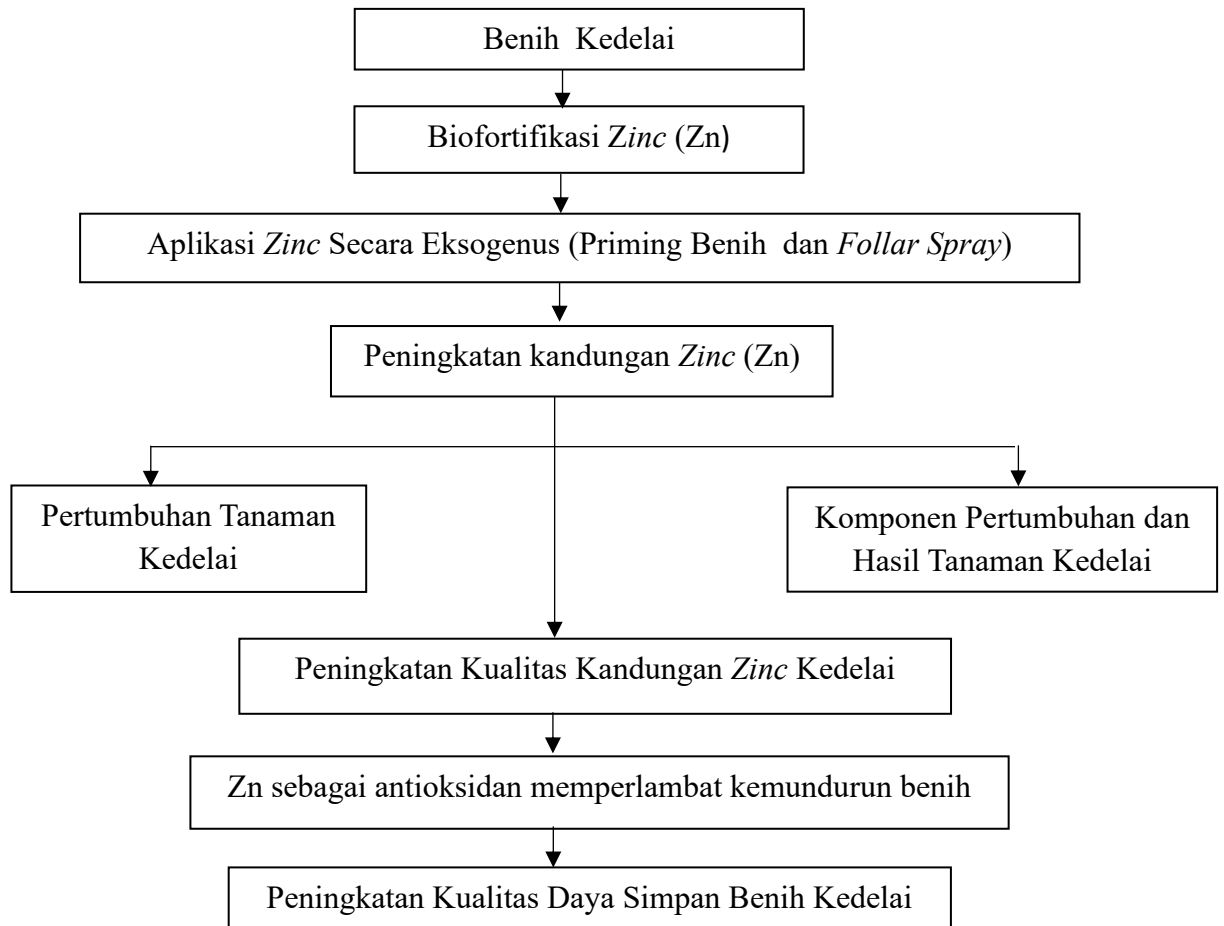 Benih Kedelai
Biofortifikasi Zinc (Zn)
Aplikasi Zinc Secara Eksogenus (Priming Benih dan Follar Spray)
Peningkatan kandungan Zinc (Zn)
Pertumbuhan Tanaman
Kedelai
Komponen Pertumbuhan dan
Hasil Tanaman Kedelai
Peningkatan Kualitas Kandungan Zinc Kedelai
Zn sebagai antioksidan memperlambat kemundurun benih
Peningkatan Kualitas Daya Simpan Benih Kedelai